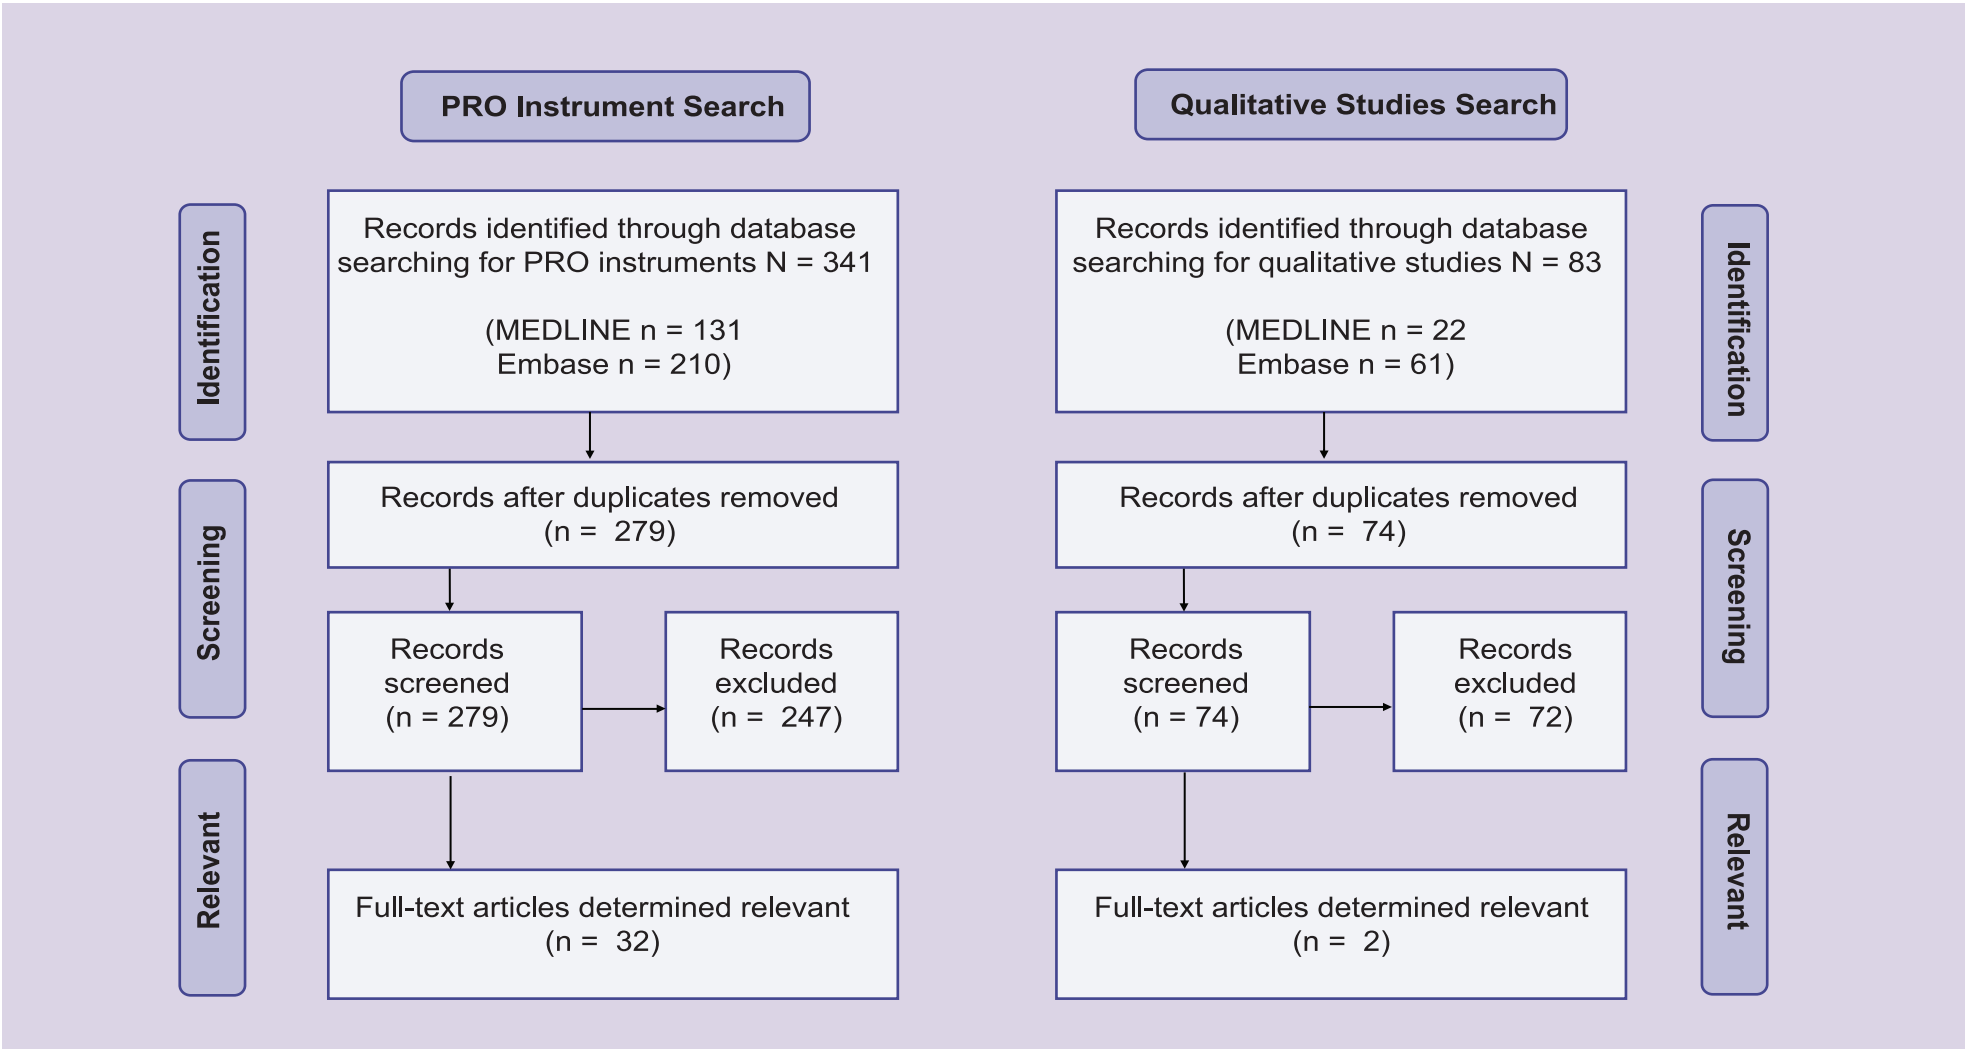 PRO Instrument Search
Identification
Records identified through database
searching for PRO instruments N = 341
(MEDLINE n = 131
Embase n = 210)
Screening
Records after duplicates removed
(n = 279)
Records
screened
(n = 279)
Records
excluded
(n = 247)
Relevant
Full-text articles determined relevant
(n = 32)
Qualitative Studies Search
Identification
Records identified through database
searching for qualitative studies N = 83
(MEDLINE n = 22
Embase n = 61)
Screening
Records after duplicates removed
(n = 74)
Records
screened
(n = 74)
Records
excluded
(n = 72)
Relevant
Full-text articles determined relevant
(n = 2)